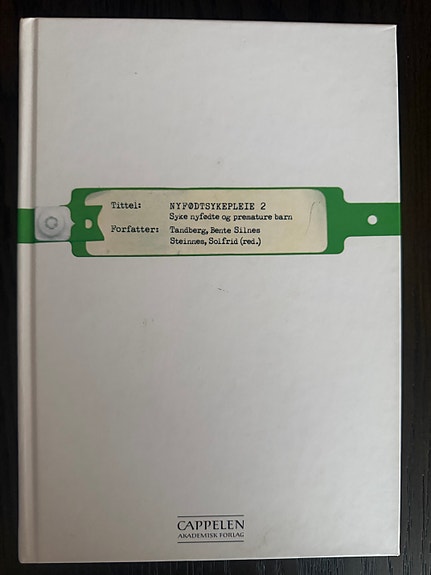 Tittel: NYFØDTSYKEPLEIE 2
Syke nyfødte og premature barn
Forfatter: Tandberg, Bente Silnes
Steinnes, Solfrid (red.)
CAPPELEN
AKADEMISK FORLAG